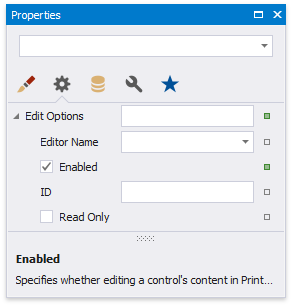 Properties
Edit Options
Editor Name
Enabled
ID
Read Only
Enabled
Specifies whether editing a control's content in Print...